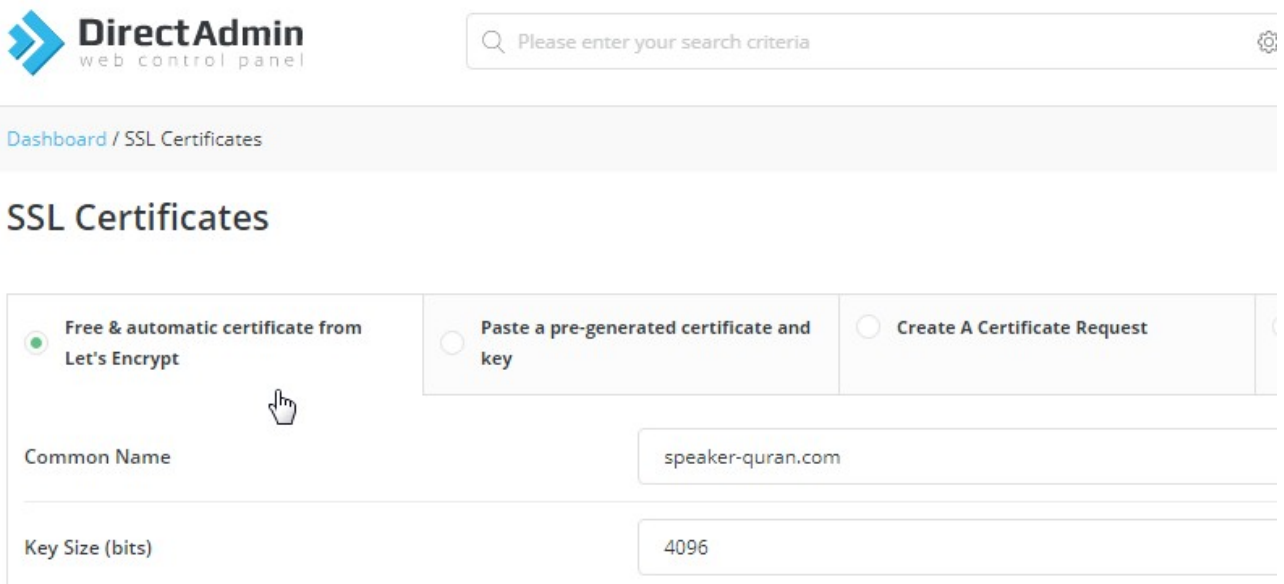 DirectAdmin
web control panel
Please enter your search criteria
Dashboard / SSL Certificates
SSL Certificates
Free & automatic certificate from
Let's Encrypt
Paste a pre-generated certificate and
key
Create A Certificate Request
Common Name
speaker-quran.com
Key Size (bits)
4096